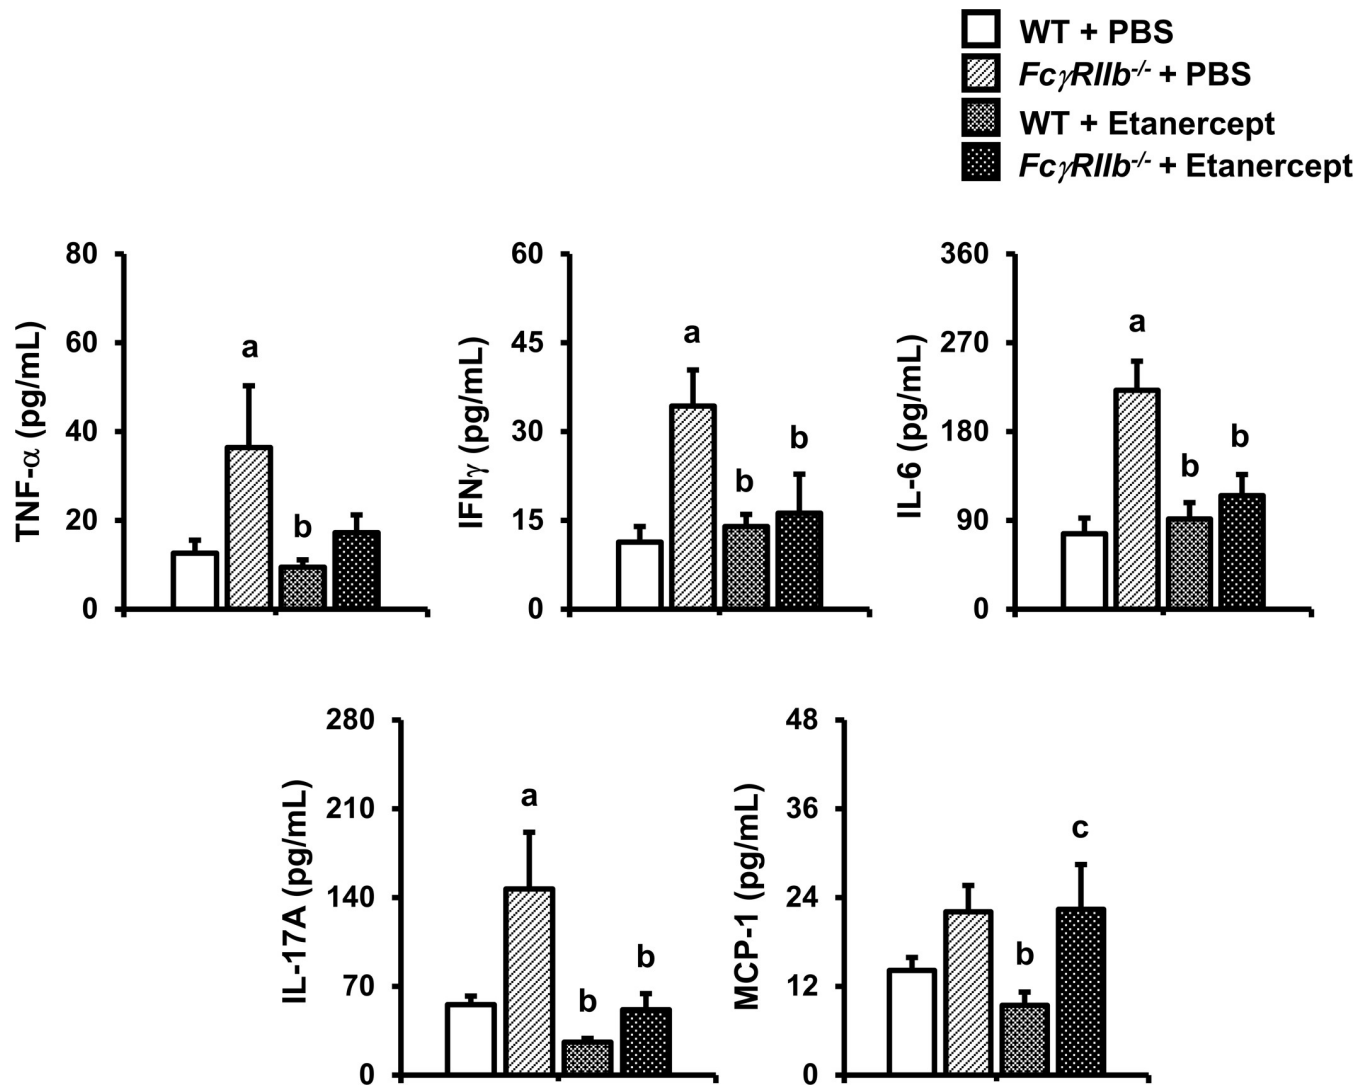 WT + PBS
FcγRIIb-/- + PBS
WT + Etanercept
FcγRIIb-/- + Etanercept
TNF-α (pg/mL)
80
60
40
20
0
a
b
IFNγ (pg/mL)
60
45
30
15
0
a
b
b
IL-6 (pg/mL)
360
270
180
90
0
a
b
b
IL-17A (pg/mL)
280
210
140
70
0
a
b
b
MCP-1 (pg/mL)
48
36
24
12
0
b
c